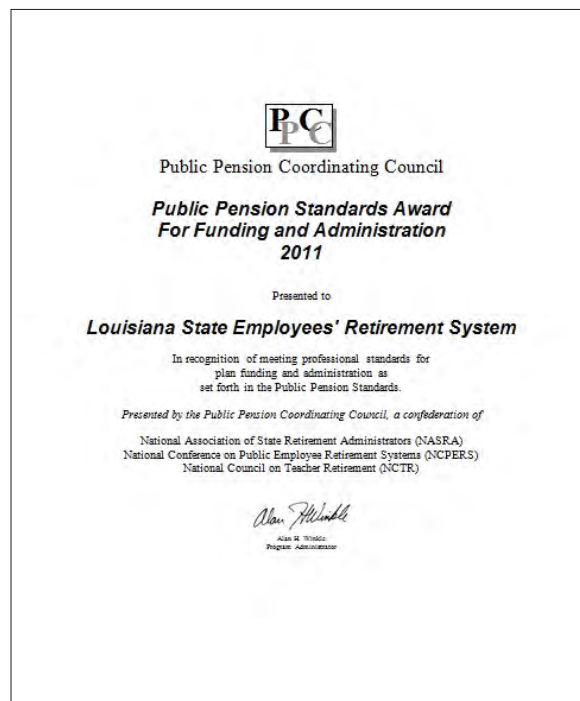 PPCC
Public Pension Coordinating Council
Public Pension Standards Award
For Funding and Administration
2011
Presented to
Louisiana State Employees' Retirement System
In recognition of meeting professional standards for
plan funding and administration as
set forth in the Public Pension Standards.
Presented by the Public Pension Coordinating Council, a confederation of
National Association of State Retirement Administrators (NASRA)
National Conference on Public Employee Retirement Systems (NCPERS)
National Council on Teacher Retirement (NCTR)
Alan H. Winkle
Alan H. Winkle
Program Administrator